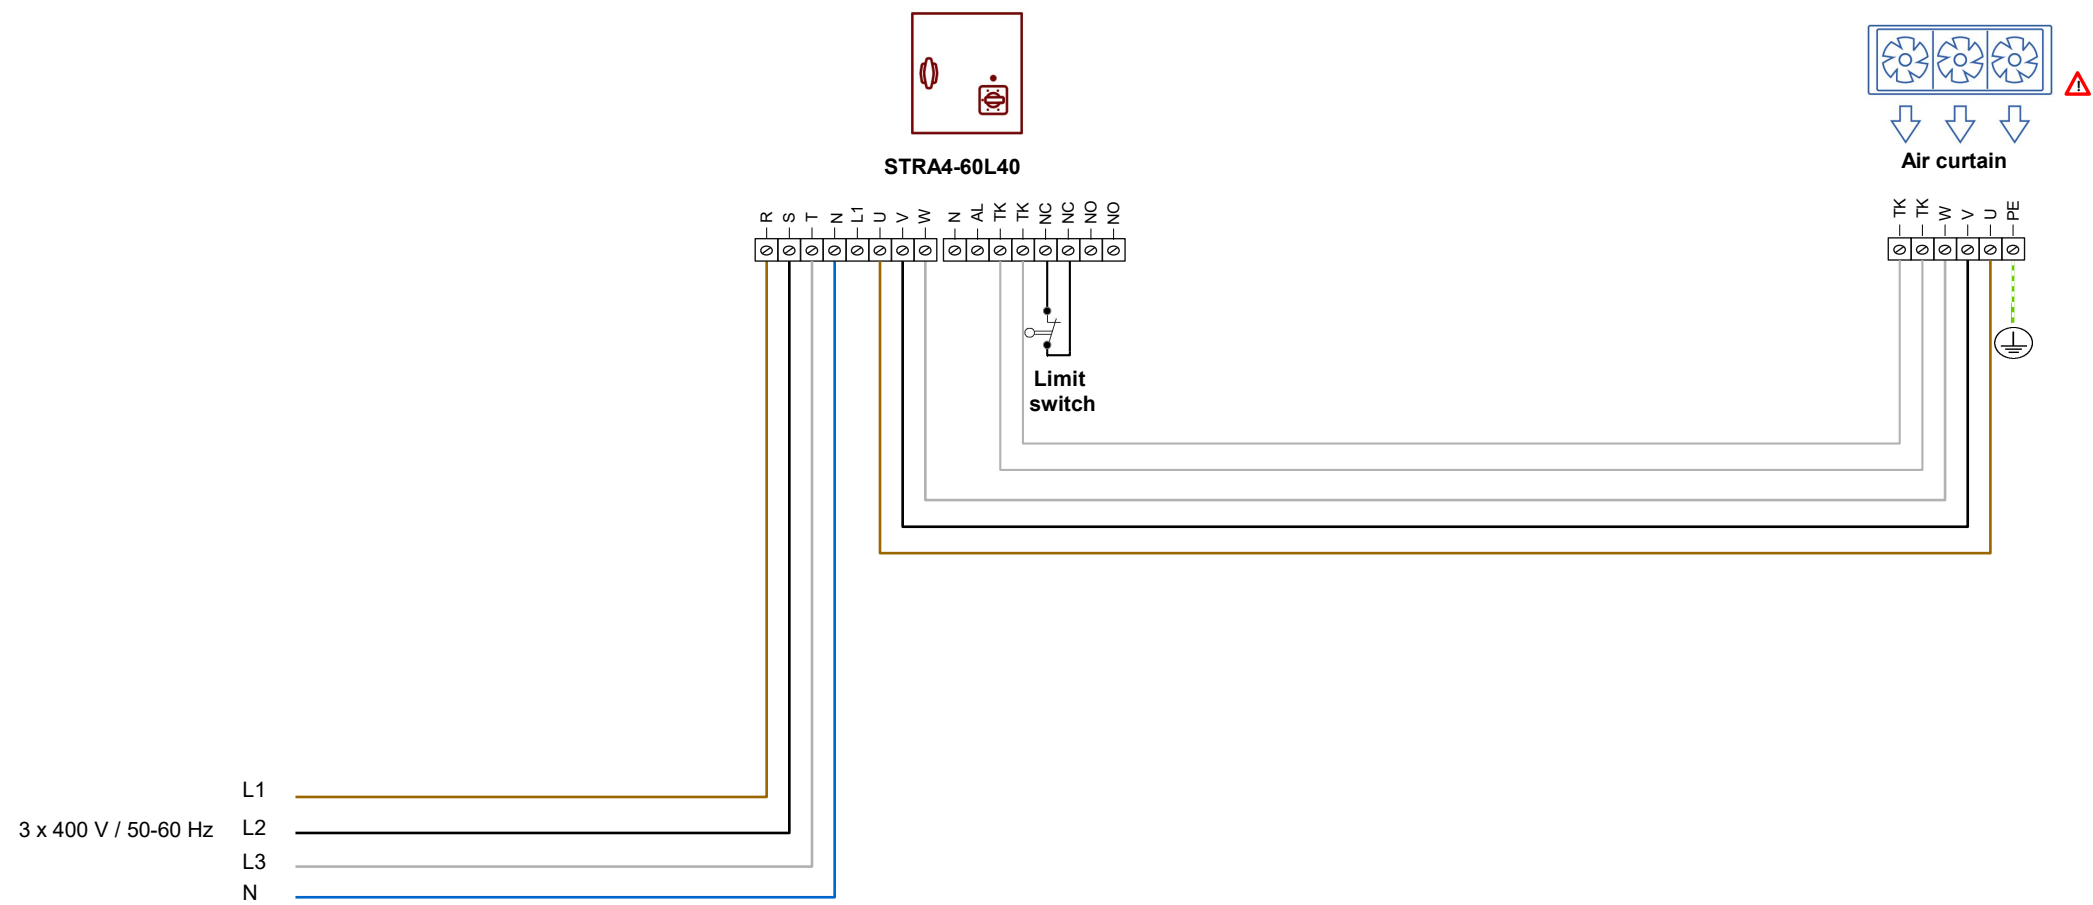 STRA4-60L40
Air curtain
R S T N L1 U V W N AL TK TK NC NC NO NO
TK TK W V U PE
Limit
switch
L1
3 x 400 V / 50-60 Hz L2
L3
N